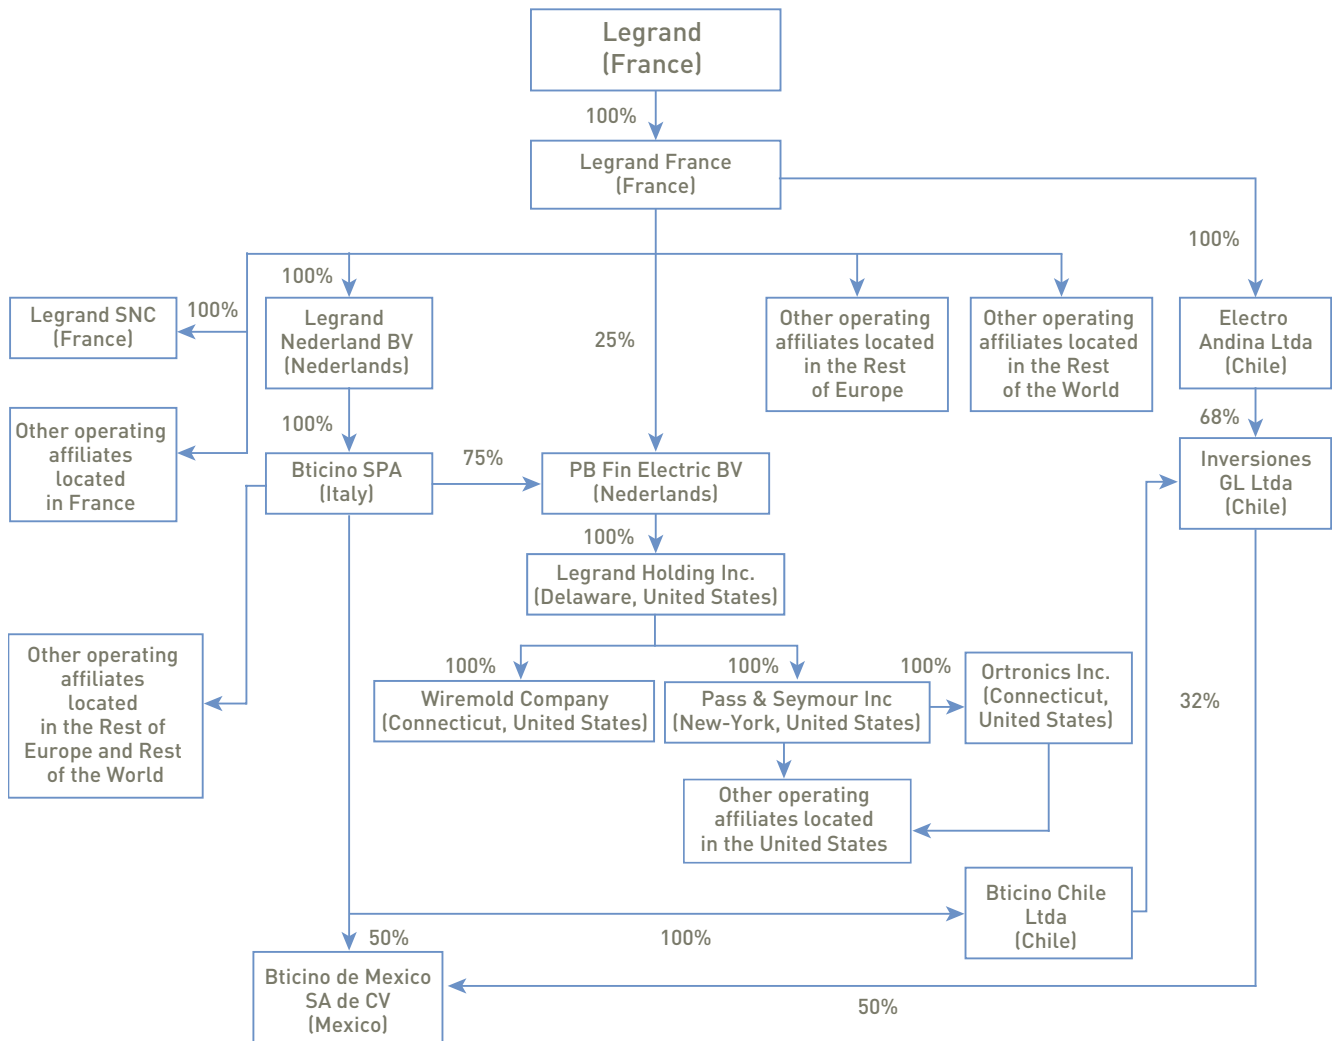 Legrand
(France)
100%
Legrand France
(France)
100%
100%
Legrand SNC
(France)
100%
Legrand
Nederland BV
(Nederlands)
25%
Other operating
affiliates located
in the Rest
of Europe
Other operating
affiliates located
in the Rest
of the World
Electro
Andina Ltda
(Chile)
Other operating
affiliates
located
in France
100%
68%
Bticino SPA
(Italy)
75%
PB Fin Electric BV
(Nederlands)
Inversiones
GL Ltda
(Chile)
100%
Legrand Holding Inc.
(Delaware, United States)
Other operating
affiliates
located
in the Rest of
Europe and Rest
of the World
100%
100%
100%
Wiremold Company
(Connecticut, United States)
Pass & Seymour Inc
(New-York, United States)
Ortronics Inc.
(Connecticut,
United States)
32%
Other operating
affiliates located
in the United States
Bticino Chile
Ltda
(Chile)
50%
100%
Bticino de Mexico
SA de CV
(Mexico)
50%